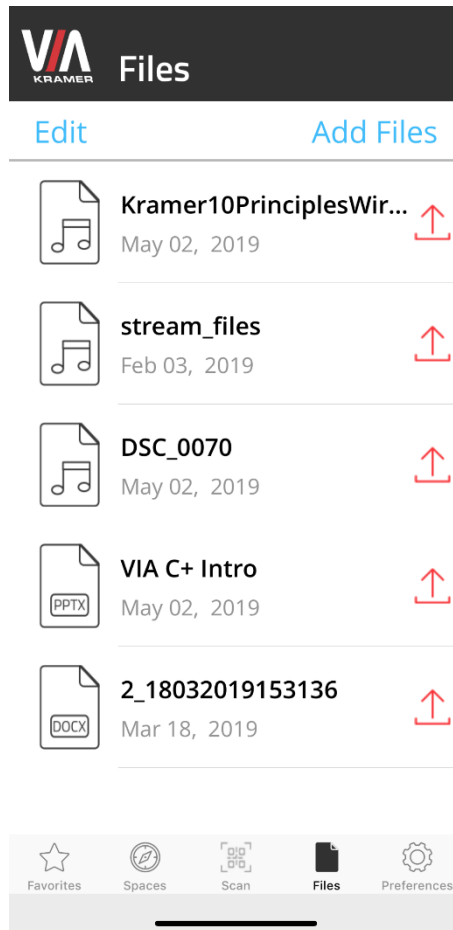 VIA
KRAMER
Files
Edit
Add Files
Kramer10PrinciplesWir...
May 02, 2019
stream_files
Feb 03, 2019
DSC_0070
May 02, 2019
VIA C+ Intro
PPTX
May 02, 2019
2_18032019153136
DOCX
Mar 18, 2019
Favorites
Spaces
Scan
Files
Preferences